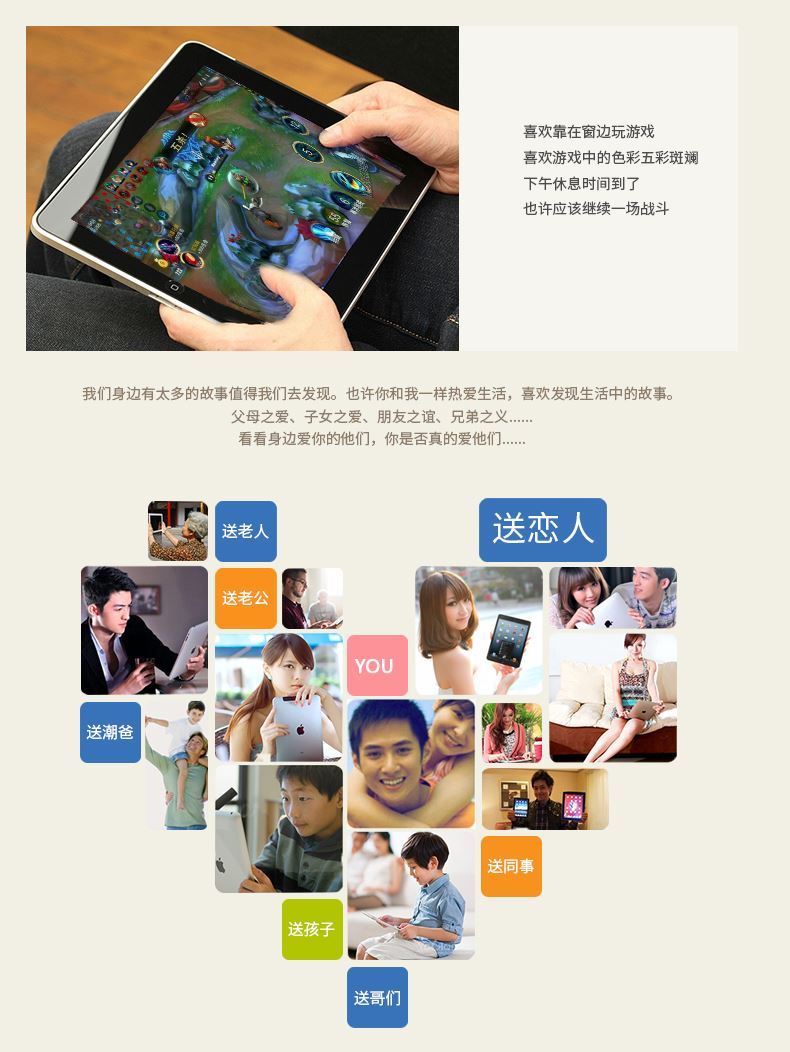 五杀!
喜欢靠在窗边玩游戏
喜欢游戏中的色彩五彩斑斓
下午休息时间到了
也许应该继续一场战斗
我们身边有太多的故事值得我们去发现。也许你和我一样热爱生活，喜欢发现生活中的故事。
父母之爱、子女之爱、朋友之谊、兄弟之义......
看看身边爱你的他们，你是否真的爱他们......
送老人
送恋人
送老公
YOU
送潮爸
送同事
送孩子
送哥们